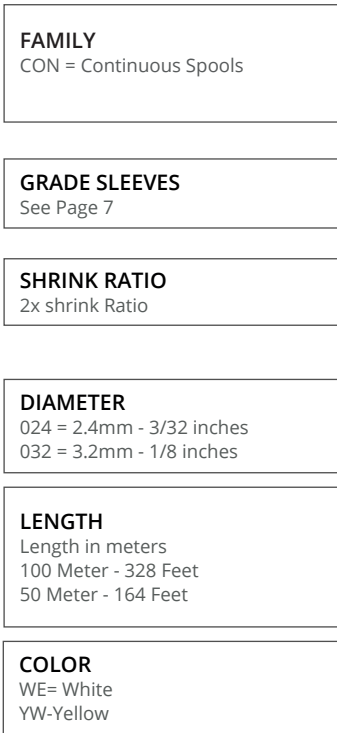 FAMILY
CON = Continuous Spools
GRADE SLEEVES
See Page 7
SHRINK RATIO
2x shrink Ratio
DIAMETER
024 = 2.4mm - 3/32 inches
032 = 3.2mm - 1/8 inches
LENGTH
Length in meters
100 Meter - 328 Feet
50 Meter - 164 Feet
COLOR
WE= White
YW-Yellow